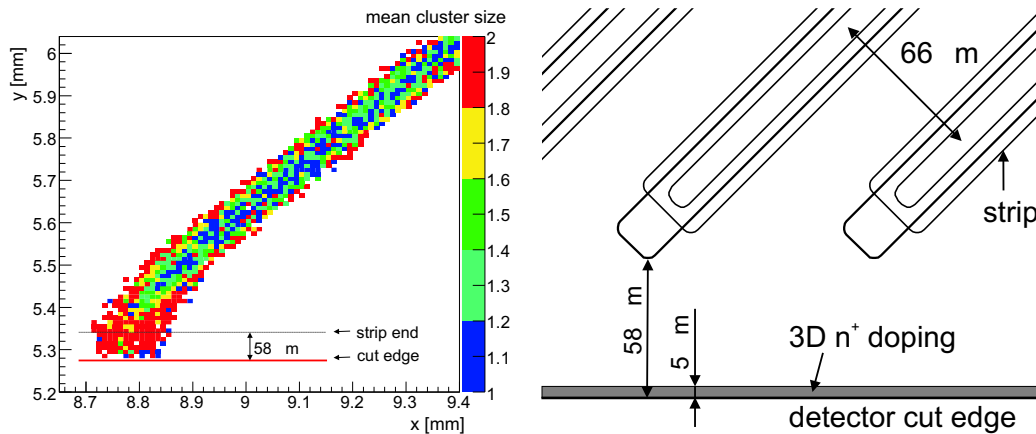 mean cluster size
y [mm]
6
5.9
5.8
5.7
5.6
5.5
5.4
5.3
5.2
8.7 8.8 8.9 9 9.1 9.2 9.3 9.4
x [mm]
2
1.9
1.8
1.7
1.6
1.5
1.4
1.3
1.2
1.1
1
strip end
58 m
cut edge
66 m
strip
58 m
5 m
3D n⁺ doping
detector cut edge